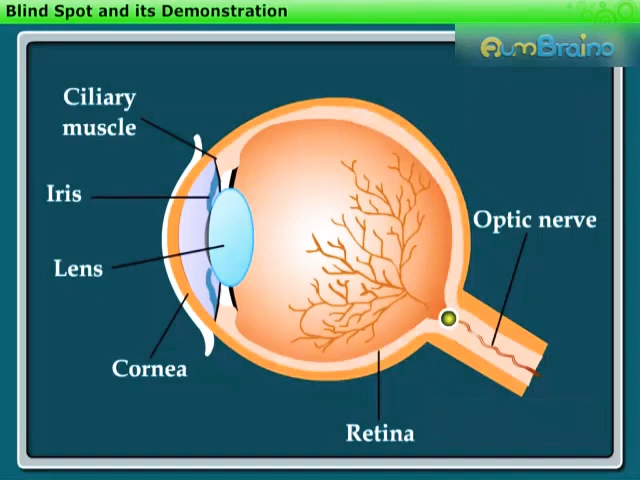 Blind Spot and its Demonstration
AumBraino
Ciliary
muscle
Iris
Optic nerve
Lens
Cornea
Retina